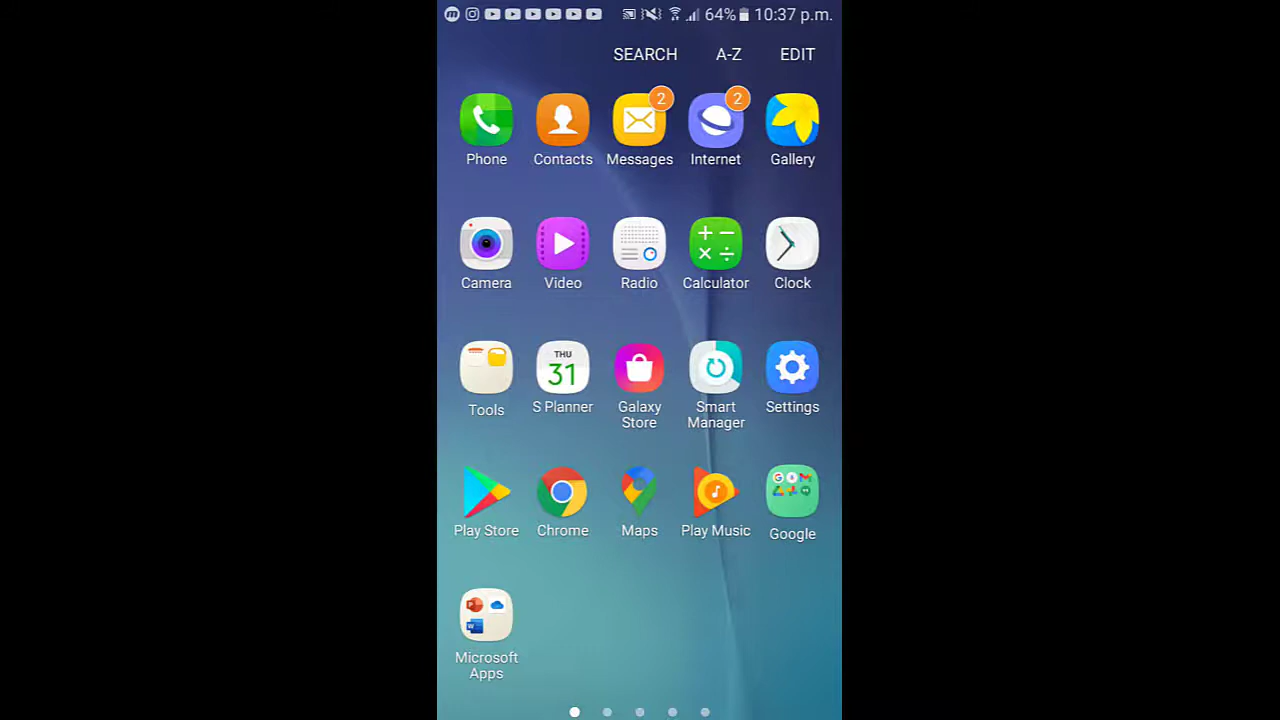 64% 10:37 p.m.
SEARCH A-Z EDIT
2 2
Phone Contacts Messages Internet Gallery
Camera Video Radio Calculator Clock
THU
31
Tools S Planner Galaxy Store Smart Manager Settings
Play Store Chrome Maps Play Music Google
Microsoft Apps